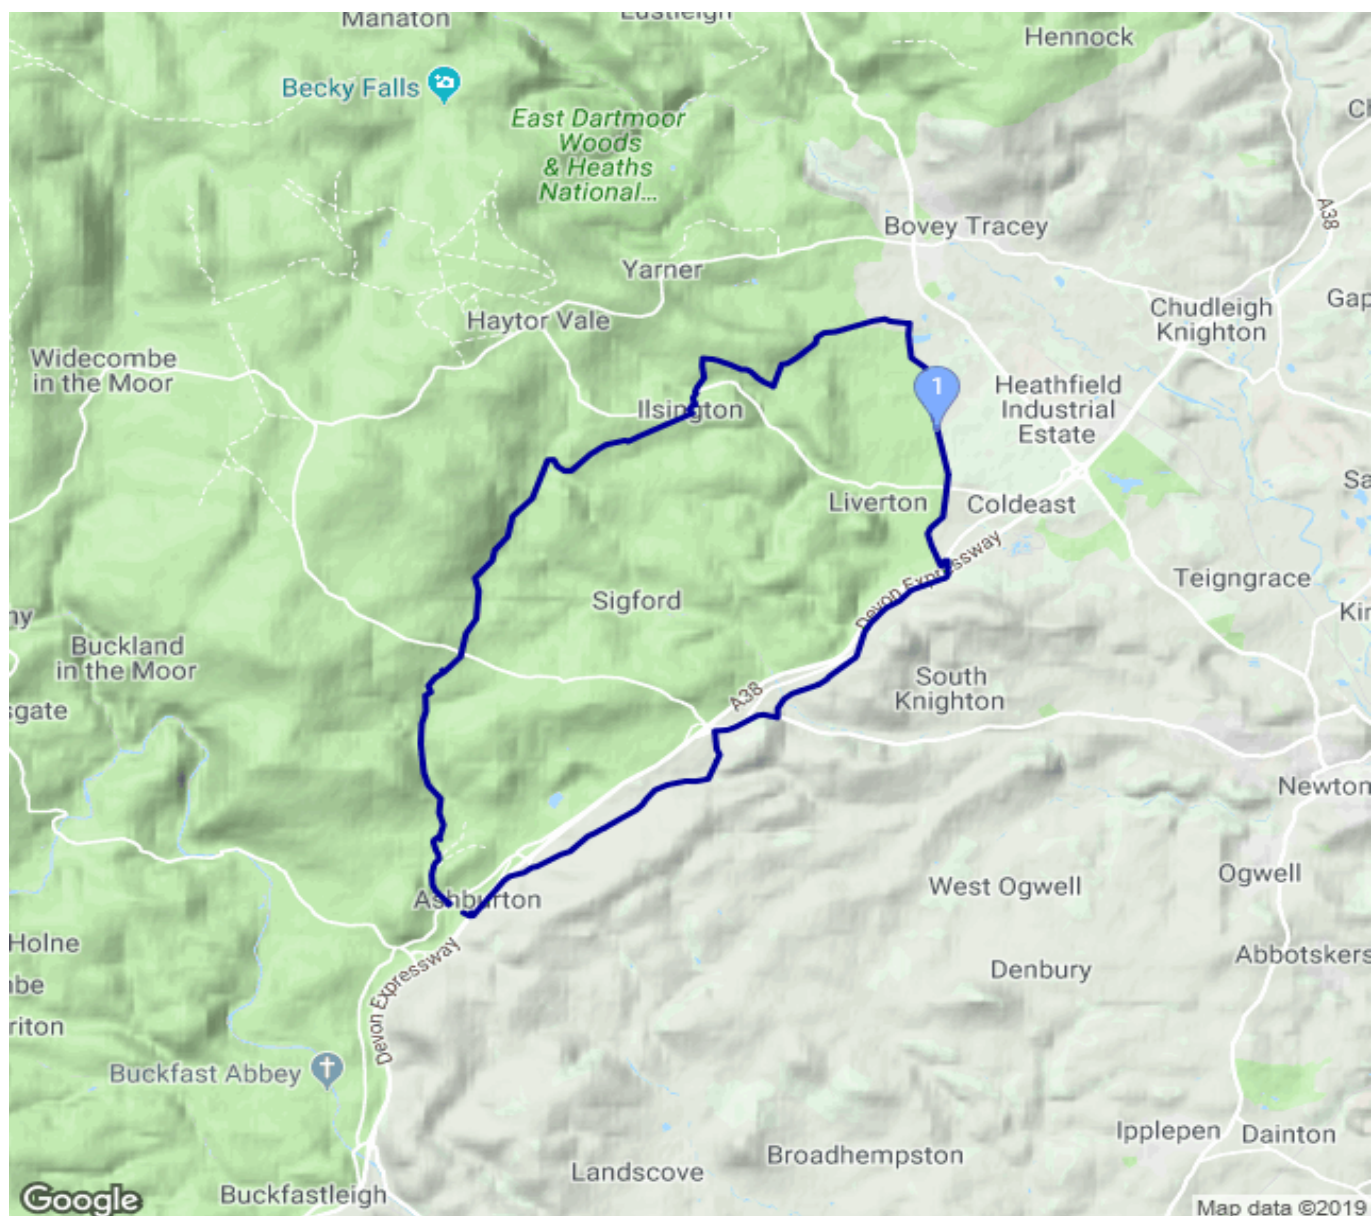 Manaton
Lustleigh
Hennock
Becky Falls
East Dartmoor
Woods
& Heaths
National...
A38
Bovey Tracey
Yarner
Chudleigh
Knighton
Haytor Vale
Widecombe
in the Moor
1
Heathfield
Industrial
Estate
Ilsington
Liverton
Coldeast
Devon Expressway
Teigngrace
Sigford
Buckland
in the Moor
South
Knighton
A38
Newton
Ogwell
West Ogwell
Ashburton
Holne
Abbotskers
Denbury
Devon Expressway
Buckfast Abbey
Ipplepen
Dainton
Broadhempston
Landscove
Buckfastleigh
Google
Map data ©2019